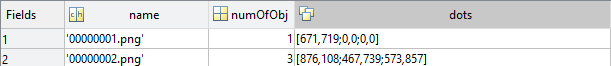 Fields name numOfObj dots
1 '00000001.png' 1 [671,719;0,0;0,0]
2 '00000002.png' 3 [876,108;467,739;573,857]